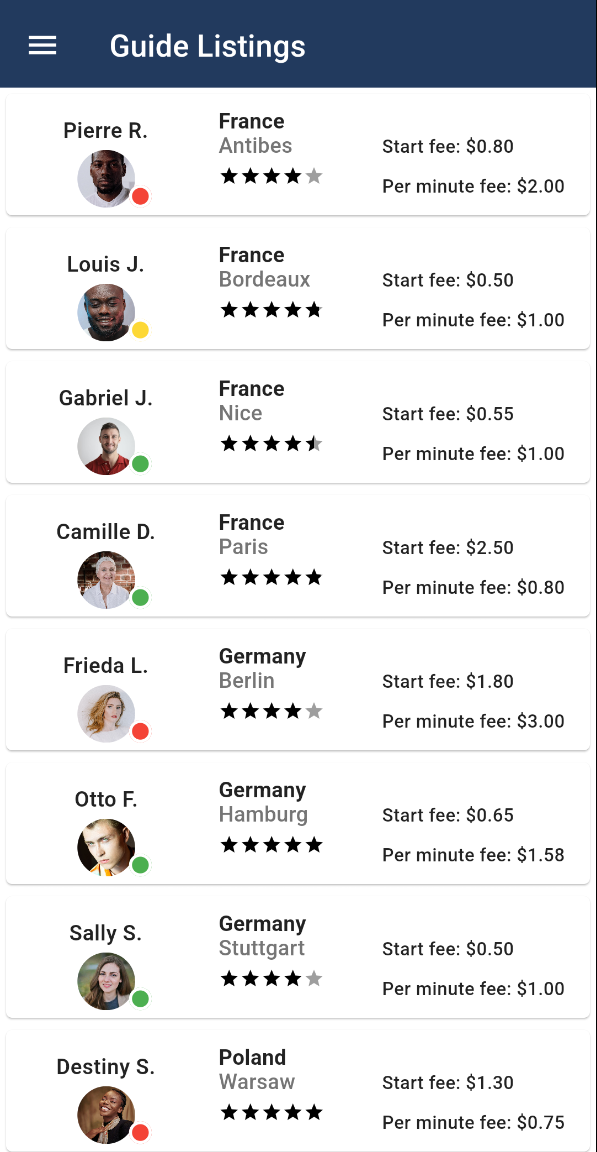 Guide Listings
Pierre R.
France
Antibes
Start fee: $0.80
Per minute fee: $2.00
Louis J.
France
Bordeaux
Start fee: $0.50
Per minute fee: $1.00
Gabriel J.
France
Nice
Start fee: $0.55
Per minute fee: $1.00
Camille D.
France
Paris
Start fee: $2.50
Per minute fee: $0.80
Frieda L.
Germany
Berlin
Start fee: $1.80
Per minute fee: $3.00
Otto F.
Germany
Hamburg
Start fee: $0.65
Per minute fee: $1.58
Sally S.
Germany
Stuttgart
Start fee: $0.50
Per minute fee: $1.00
Destiny S.
Poland
Warsaw
Start fee: $1.30
Per minute fee: $0.75